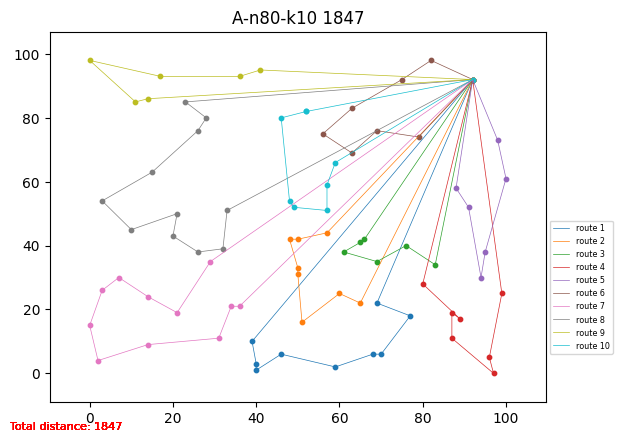 A-n80-k10 1847
100
80
60
40
20
0
0 20 40 60 80 100
route 1
route 2
route 3
route 4
route 5
route 6
route 7
route 8
route 9
route 10
Total distance: 1847